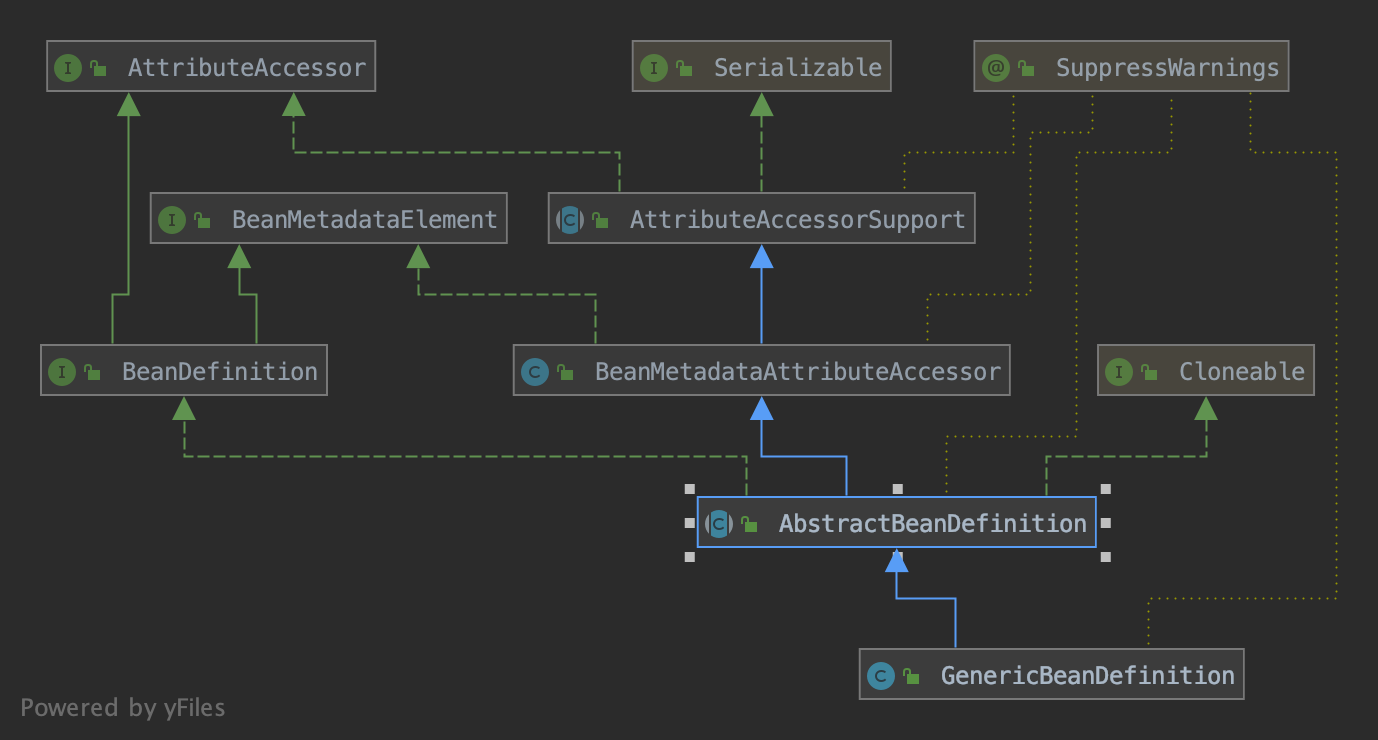 AttributeAccessor
Serializable
SuppressWarnings
BeanMetadataElement
AttributeAccessorSupport
BeanDefinition
BeanMetadataAttributeAccessor
Cloneable
AbstractBeanDefinition
GenericBeanDefinition
Powered by yFiles